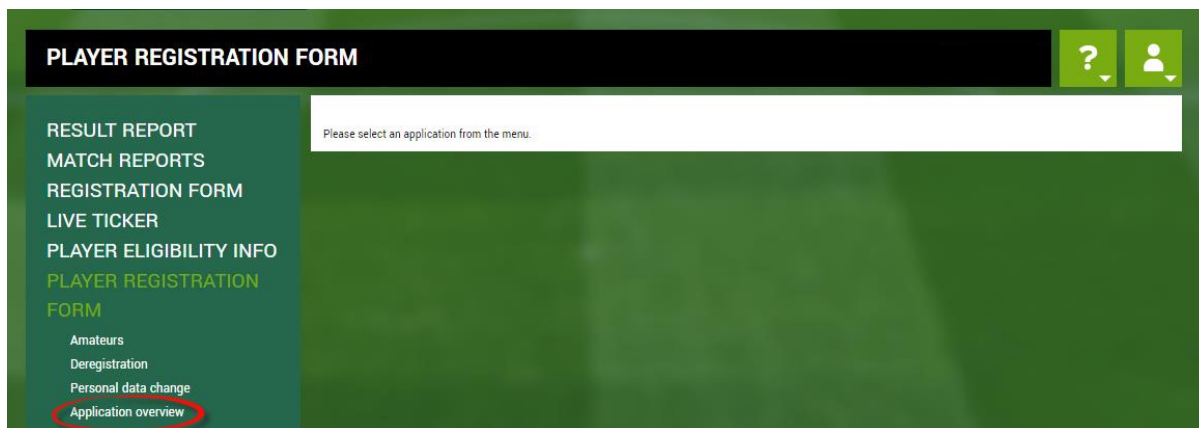 PLAYER REGISTRATION FORM
?
RESULT REPORT
Please select an application from the menu.
MATCH REPORTS
REGISTRATION FORM
LIVE TICKER
PLAYER ELIGIBILITY INFO
PLAYER REGISTRATION
FORM
Amateurs
Deregistration
Personal data change
Application overview